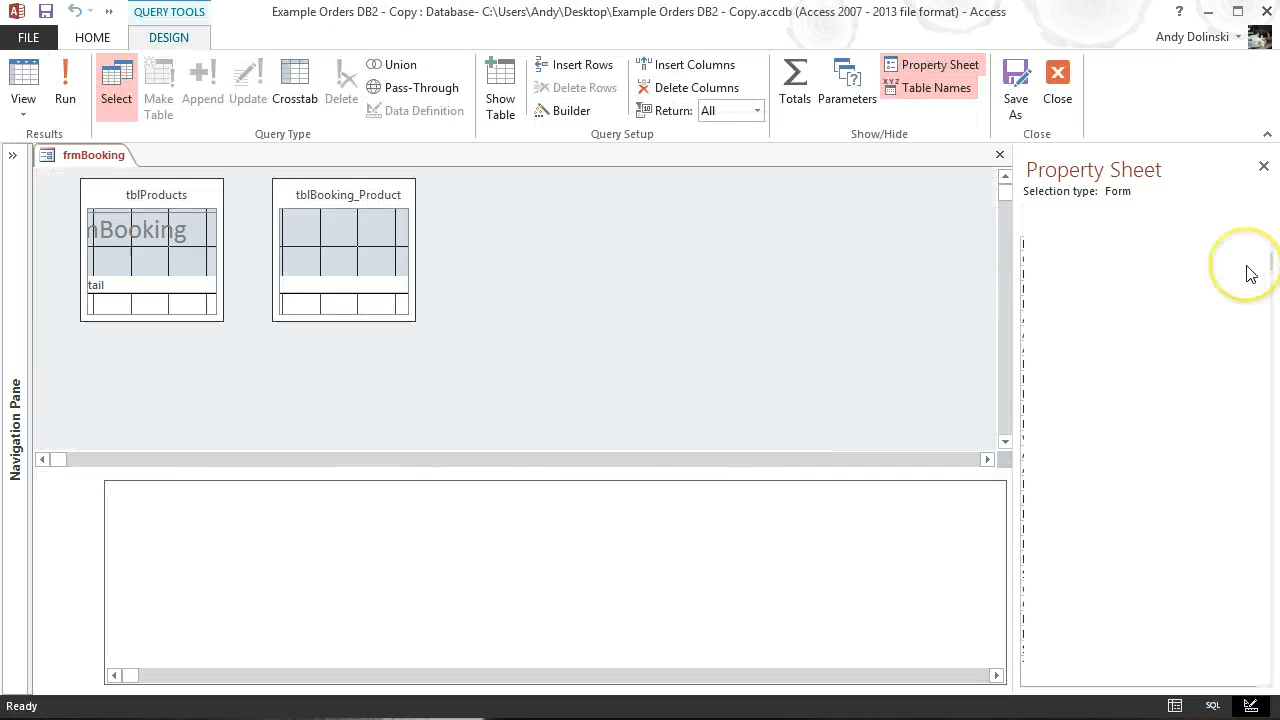 QUERY TOOLS
Example Orders DB2 - Copy : Database- C:\Users\Andy\Desktop\Example Orders DB2 - Copy.accdb (Access 2007 - 2013 file format) - Access
FILE
HOME
DESIGN
Andy Dolinski
View
Run
Select
Make Table
Append
Update
Crosstab
Delete
Union
Pass-Through
Data Definition
Show Table
Insert Rows
Delete Rows
Builder
Insert Columns
Delete Columns
Return: All
Totals
Parameters
Property Sheet
Table Names
Save As
Close
Results
Query Type
Query Setup
Show/Hide
Close
frmBooking
tblProducts
mBooking
tail
tblBooking_Product
Property Sheet
Selection type: Form
Navigation Pane
Ready
SQL